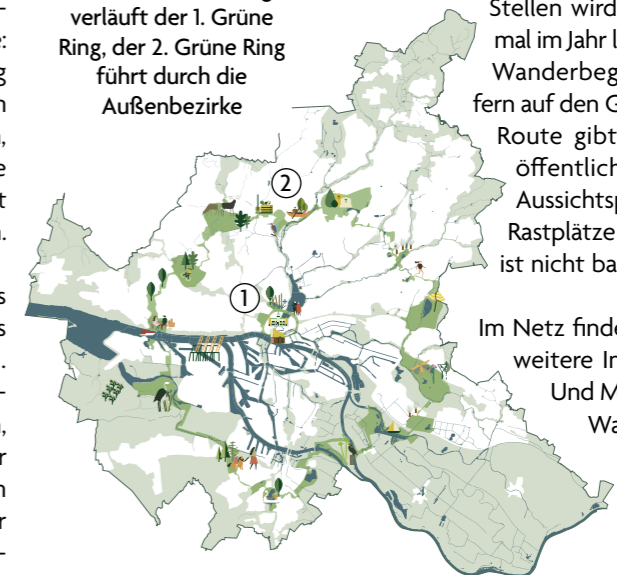 verläuft der 1. Grüne
Ring, der 2. Grüne Ring
führt durch die
Außenbezirke
Stellen wird
mal im Jahr
Wanderbeg
fern auf den
Route gibt
öffentlich
Aussichtsp
Rastplätze
ist nicht ba
Im Netz finde
weitere
Und
Wa
2
1